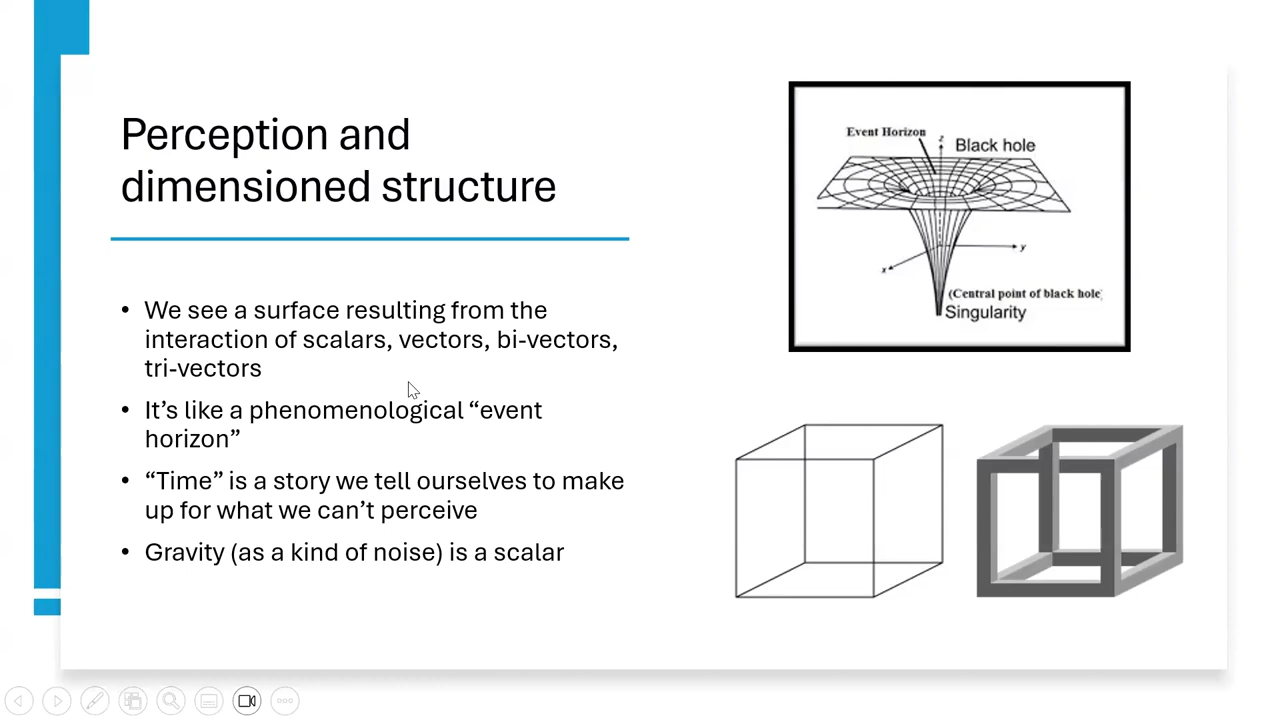 Perception and
dimensioned structure
• We see a surface resulting from the
interaction of scalars, vectors, bi-vectors,
tri-vectors
• It’s like a phenomenological “event
horizon”
• “Time” is a story we tell ourselves to make
up for what we can’t perceive
• Gravity (as a kind of noise) is a scalar
Event Horizon
z
Black hole
y
x
(Central point of black hole)
Singularity